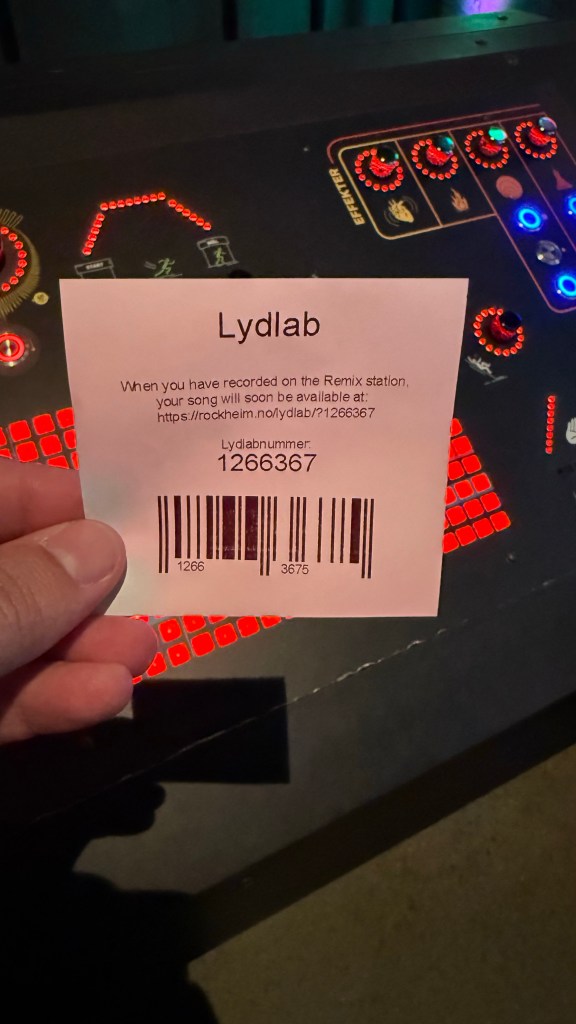 EFFEKTER
START
Lydlab
When you have recorded on the Remix station,
your song will soon be available at:
https://rockheim.no/lydlab/?1266367
Lydlabnummer:
1266367
1266 3675